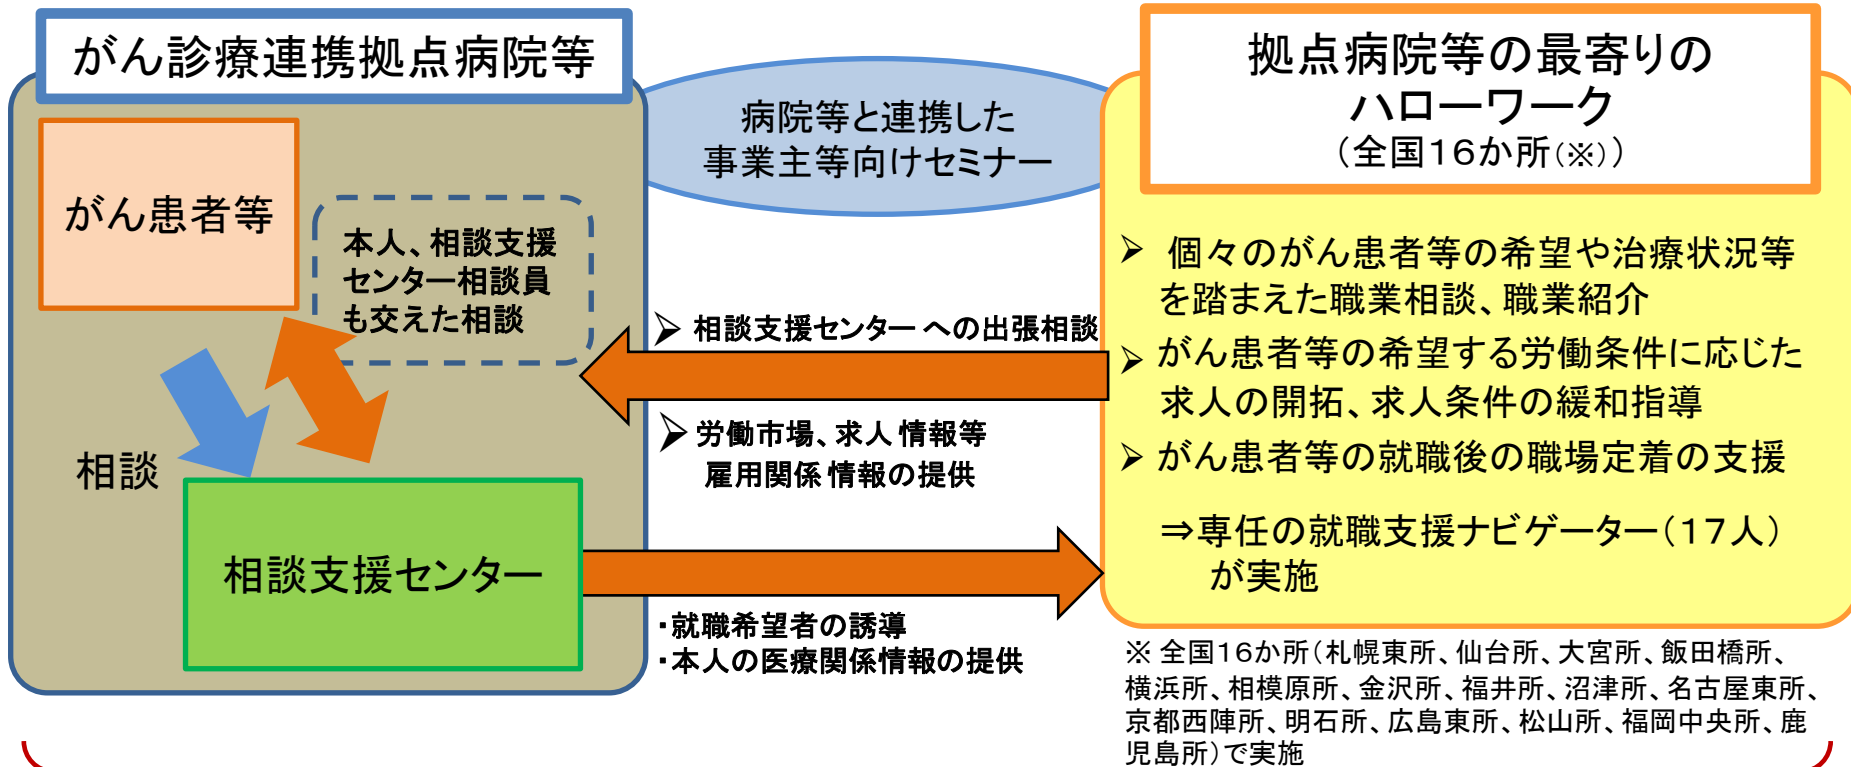 がん診療連携拠点病院等
がん患者等
本人、相談支援
センター相談員
も交えた相談
相談
相談支援センター
病院等と連携した
事業主等向けセミナー
➢ 相談支援センターへの出張相談
➢ 労働市場、求人情報等
雇用関係情報の提供
・就職希望者の誘導
・本人の医療関係情報の提供
拠点病院等の最寄りの
ハローワーク
（全国16か所（※））
➢ 個々のがん患者等の希望や治療状況等
を踏まえた職業相談、職業紹介
➢ がん患者等の希望する労働条件に応じた
求人の開拓、求人条件の緩和指導
➢ がん患者等の就職後の職場定着の支援
⇒専任の就職支援ナビゲーター（17人）
が実施
※ 全国16か所（札幌東所、仙台所、大宮所、飯田橋所、
横浜所、相模原所、金沢所、福井所、沼津所、名古屋東所、
京都西陣所、明石所、広島東所、松山所、福岡中央所、鹿
児島所）で実施